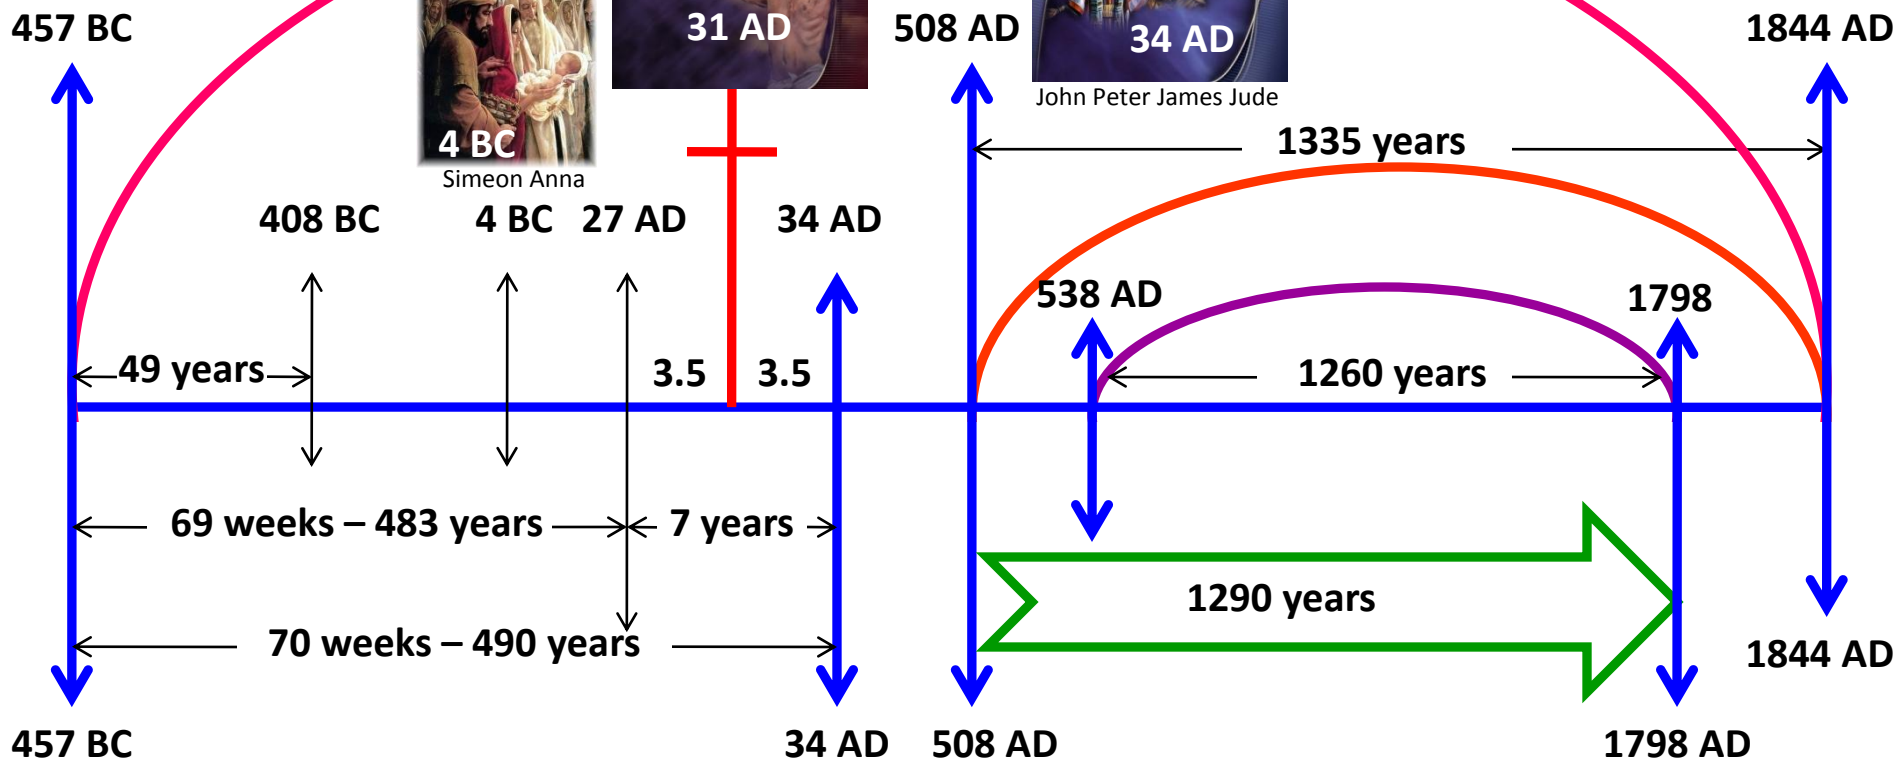 457 BC
31 AD
508 AD
34 AD
1844 AD
John Peter James Jude
4 BC
1335 years
Simeon Anna
408 BC
4 BC
27 AD
34 AD
538 AD
1798
49 years
3.5
3.5
1260 years
69 weeks – 483 years
7 years
1290 years
70 weeks – 490 years
1844 AD
457 BC
34 AD
508 AD
1798 AD